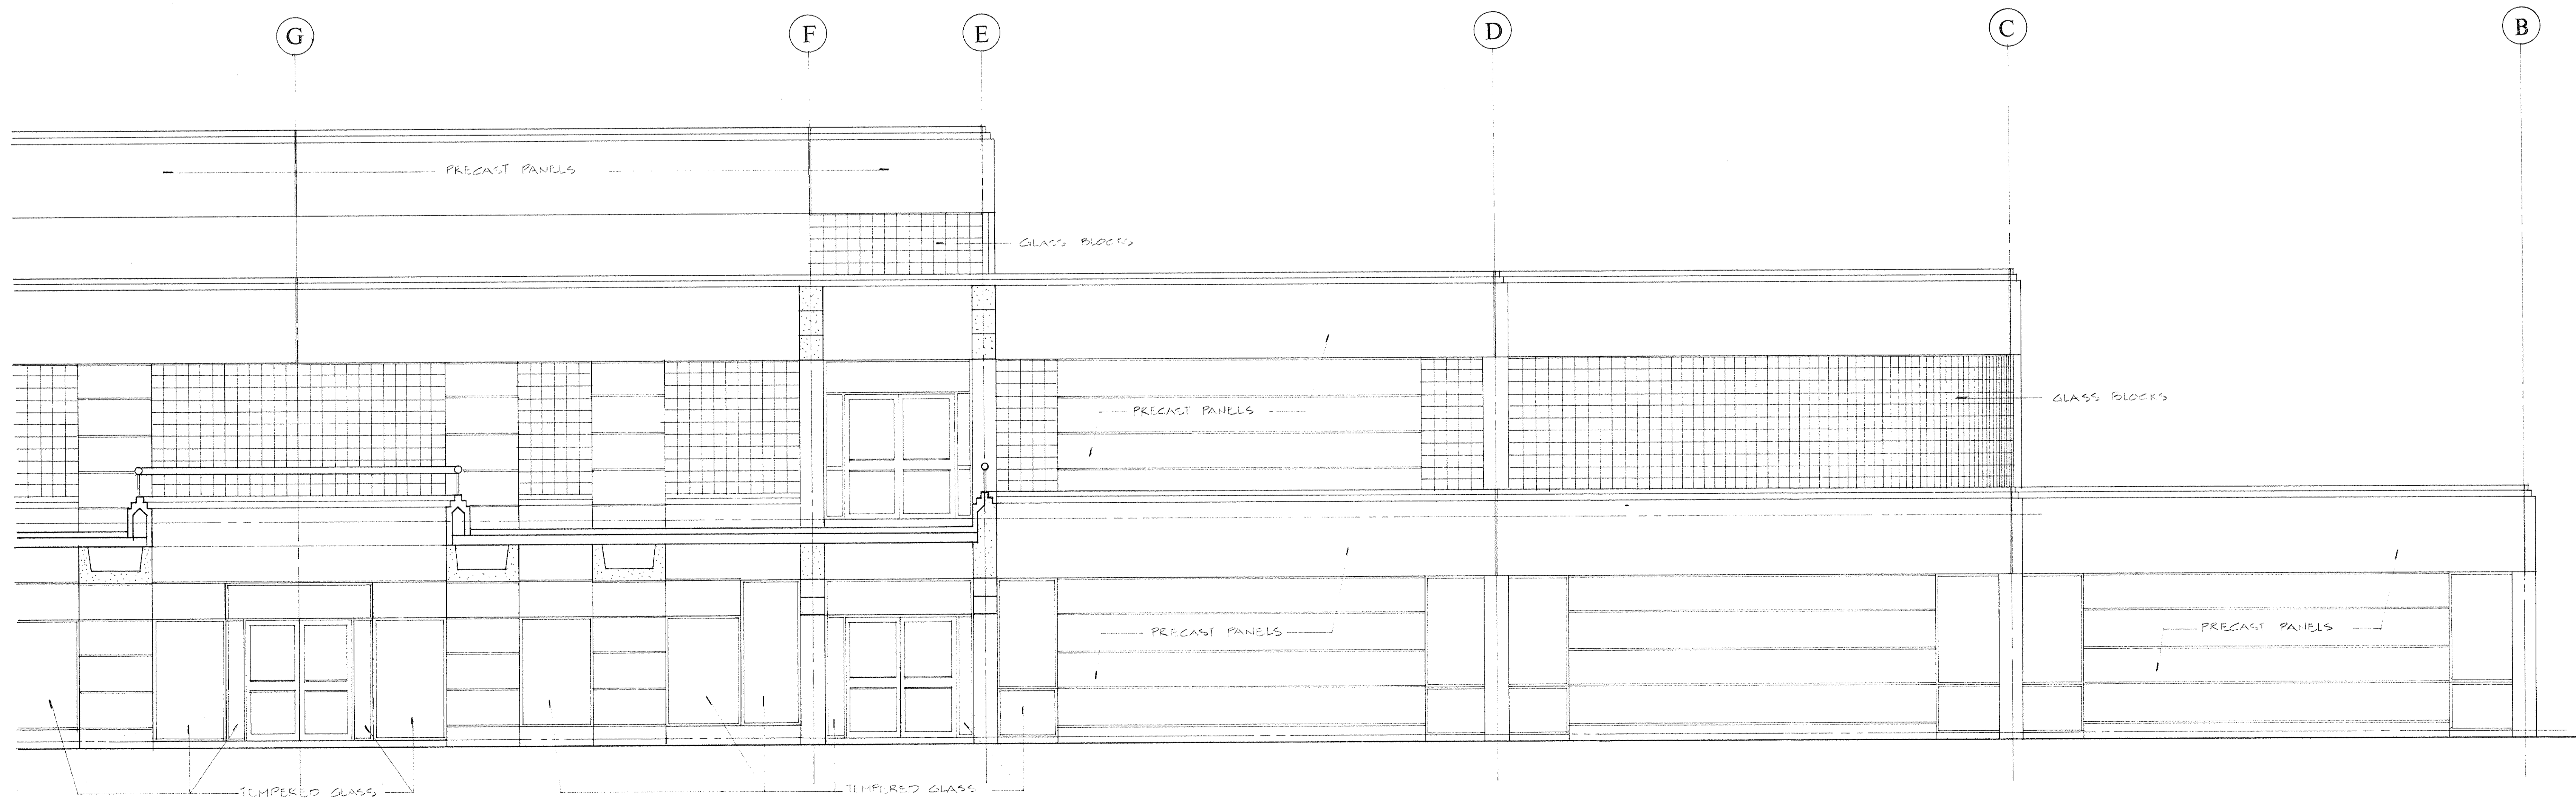 G
F
E
D
C
B
PRECAST PANELS
GLASS BLOCKS
GLASS BLOCKS
PRECAST PANELS
PRECAST PANELS
PRECAST PANELS
TEMPERED GLASS
TEMPERED GLASS